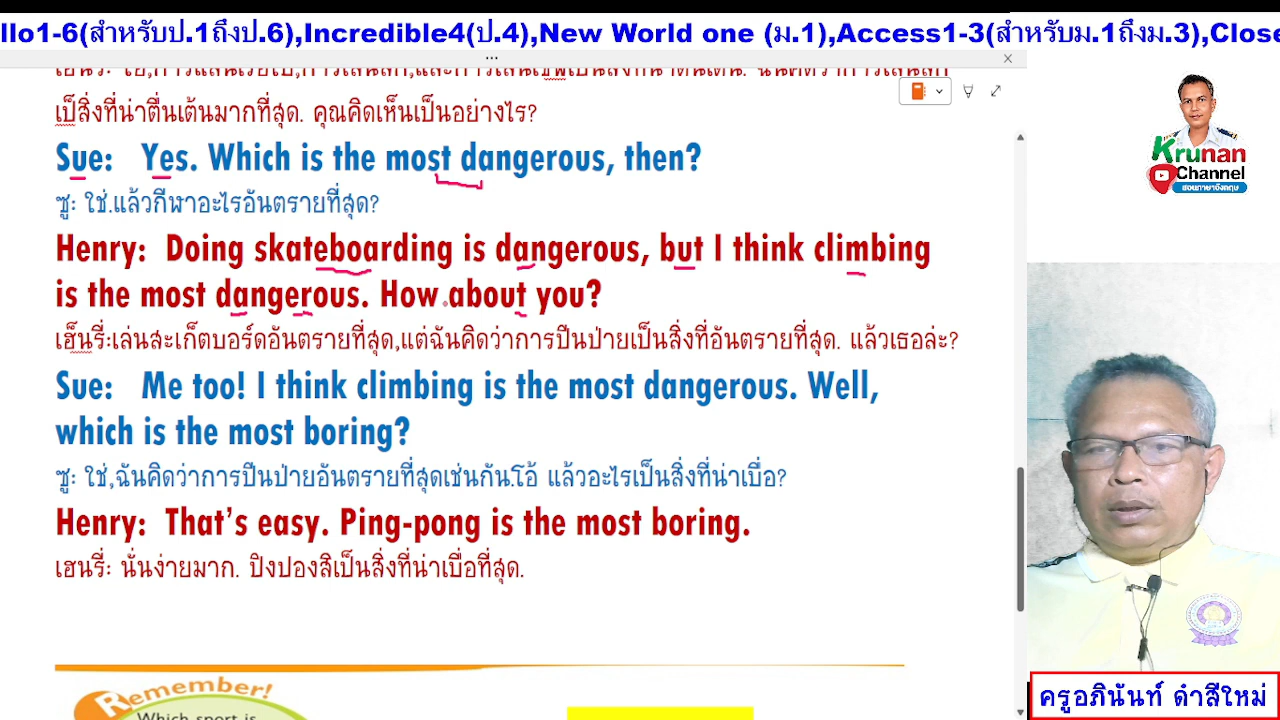 llo1-6(สำหรับป.1ถึงป.6),Incredible4(ป.4),New World one (ม.1),Access1-3(สำหรับม.1ถึงม.3),Close
เป็สิ่งที่น่าตื่นเต้นมากที่สุด. คุณคิดเห็นเป็นอย่างไร?
Sue: Yes. Which is the most dangerous, then?
ซู: ใช่.แล้วกีฬาอะไรอันตรายที่สุด?
Henry: Doing skateboarding is dangerous, but I think climbing
is the most dangerous. How about you?
เฮ็นรี่:เล่นสะเก็ตบอร์ดอันตรายที่สุด,แต่ฉันคิดว่าการปีนป่ายเป็นสิ่งที่อันตรายที่สุด. แล้วเธอล่ะ?
Sue: Me too! I think climbing is the most dangerous. Well,
which is the most boring?
ซู: ใช่,ฉันคิดว่าการปีนป่ายอันตรายที่สุดเช่นกัน.โอ้ แล้วอะไรเป็นสิ่งที่น่าเบื่อ?
Henry: That's easy. Ping-pong is the most boring.
เฮนรี่: นั่นง่ายมาก. ปิงปองสิเป็นสิ่งที่น่าเบื่อที่สุด.
Remember!
Which sport is
Krunan
Channel
สอนภาษาอังกฤษ
ครูอภินันท์ ดำสีใหม่